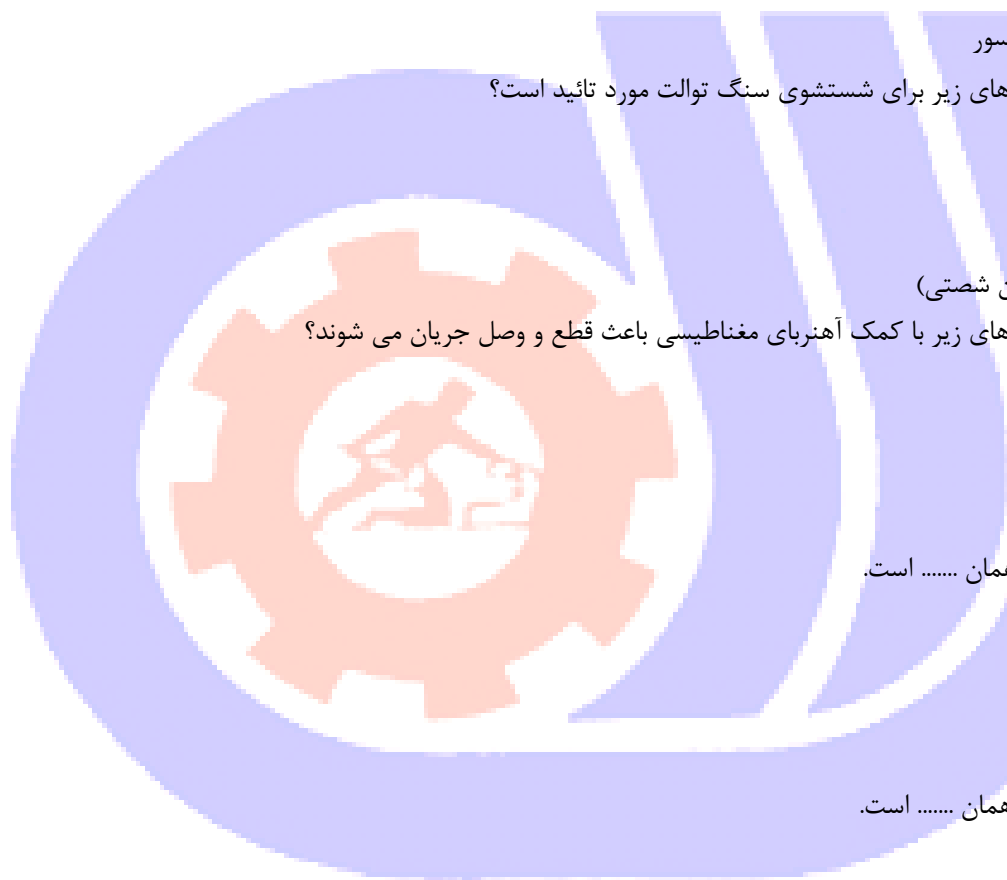 سور
های زیر برای شستشوی سنگ توالت مورد تائید است؟
ن شصتی)
های زیر با کمک آهنربای مغناطیسی باعث قطع و وصل جریان می شوند؟
همان ....... است.
همان ....... است.